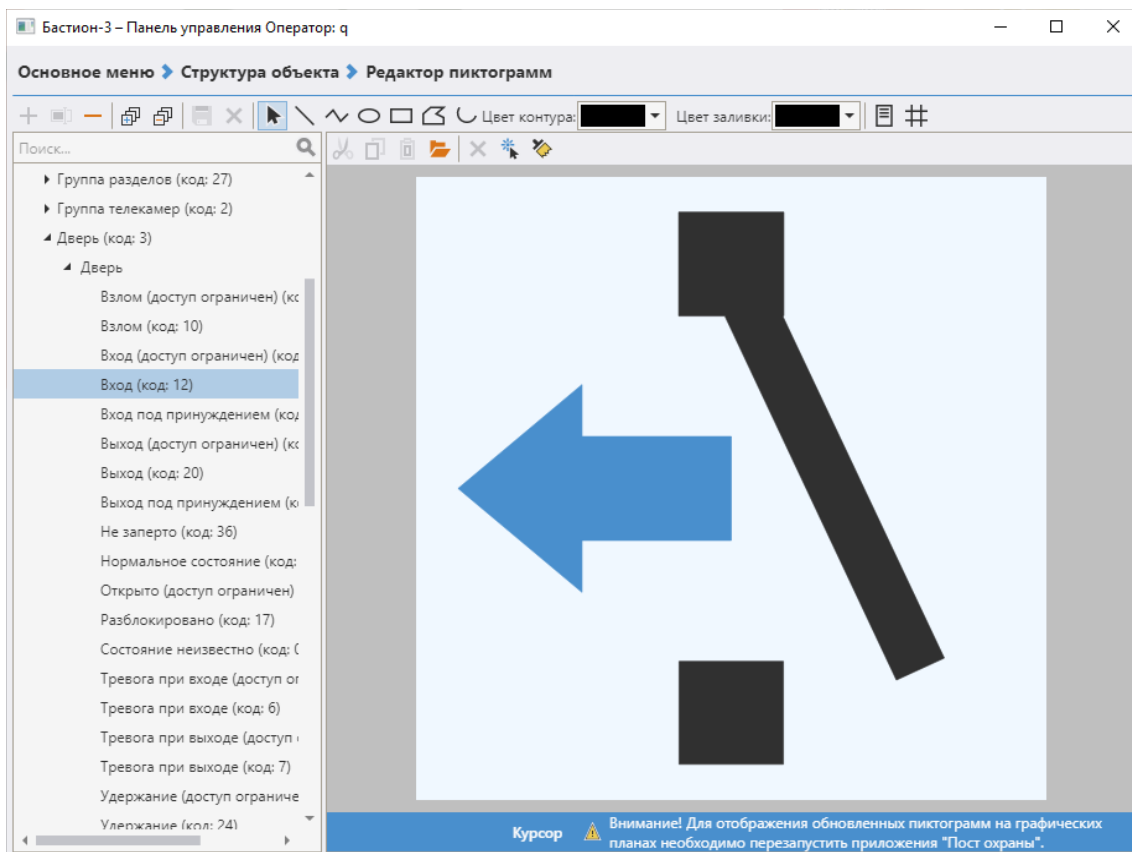 Бастион-3 – Панель управления Оператор: q
Основное меню Структура объекта Редактор пиктограмм
Цвет контура: Цвет заливки:
Поиск...
Группа разделов (код: 27)
Группа телекамер (код: 2)
Дверь (код: 3)
Дверь
Взлом (доступ ограничен) (кс
Взлом (код: 10)
Вход (доступ ограничен) (код
Вход (код: 12)
Вход под принуждением (код
Выход (доступ ограничен) (кс
Выход (код: 20)
Выход под принуждением (к
Не заперто (код: 36)
Нормальное состояние (код:
Открыто (доступ ограничен)
Разблокировано (код: 17)
Состояние неизвестно (код: 0
Тревога при входе (доступ ог
Тревога при входе (код: 6)
Тревога при выходе (доступ
Тревога при выходе (код: 7)
Удержание (доступ ограниче
Удержание (код: 24)
Курсор
Внимание! Для отображения обновленных пиктограмм на графических
планах необходимо перезапустить приложения "Пост охраны".